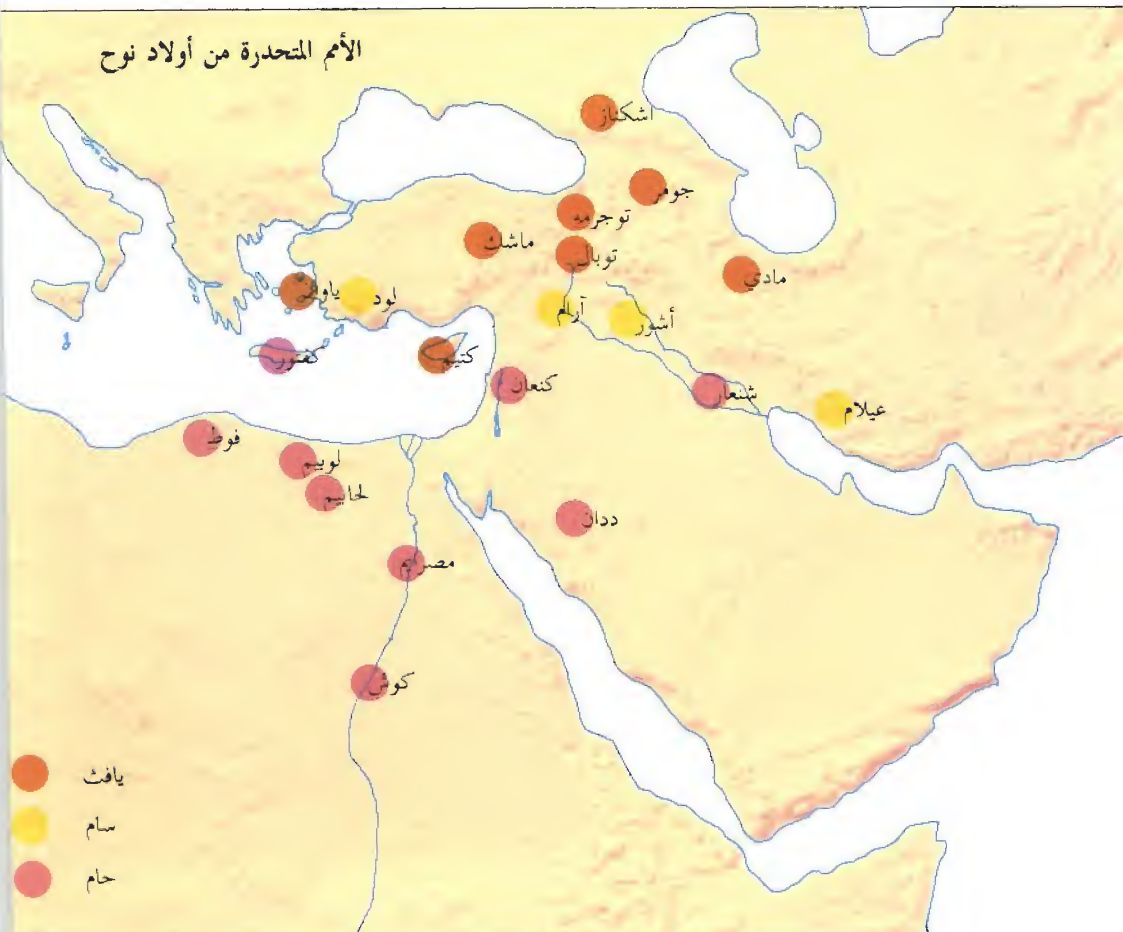 الأمم المتحدرة من أولاد نوح
اشكناز
جومر
توجرمه
ماشك
توبال
مادي
ياوان
لود
آرام
أشور
كفتور
كتيم
كنعان
شنعار
عيلام
فوط
لوبيم
لحابيم
ددان
مصرايم
كوش
يافث
سام
حام